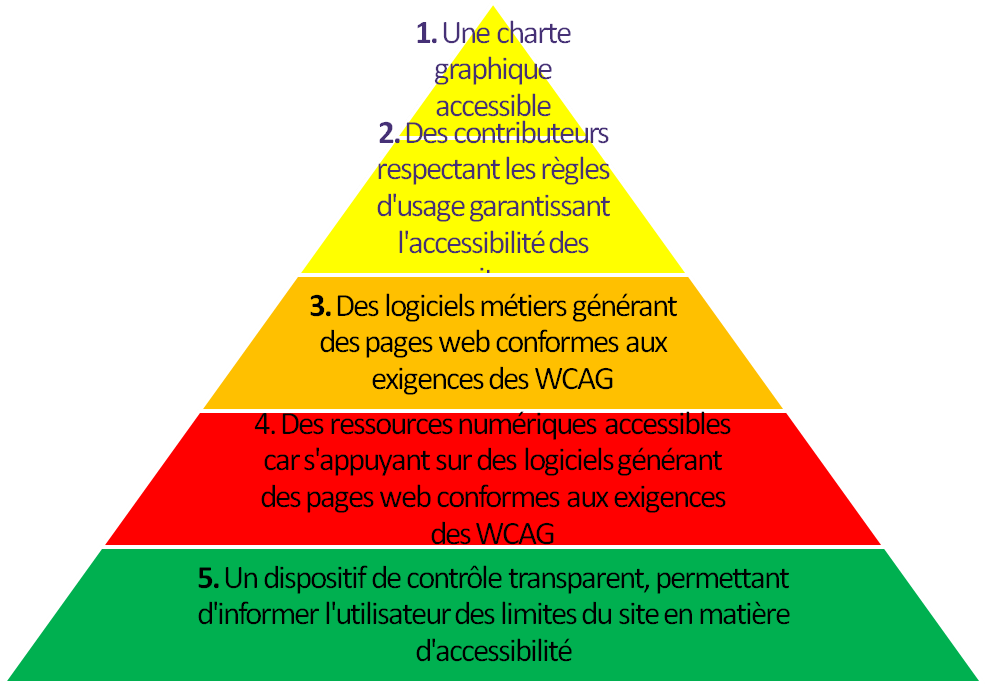 1. Une charte
graphique
accessible
2. Des contributeurs
respectant les règles
d'usage garantissant
l'accessibilité des
3. Des logiciels métiers générant
des pages web conformes aux
exigences des WCAG
4. Des ressources numériques accessibles
car s'appuyant sur des logiciels générant
des pages web conformes aux exigences
des WCAG
5. Un dispositif de contrôle transparent, permettant
d'informer l'utilisateur des limites du site en matière
d'accessibilité